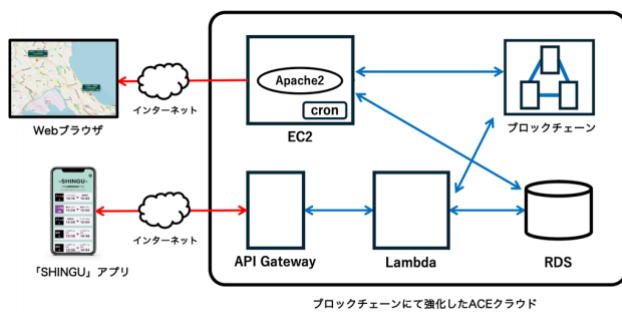 Webブラウザ
インターネット
Apache2
cron
EC2
ブロックチェーン
-SHINGU-
「SHINGU」アプリ
インターネット
API Gateway
Lambda
RDS
ブロックチェーンにて強化したACEクラウド